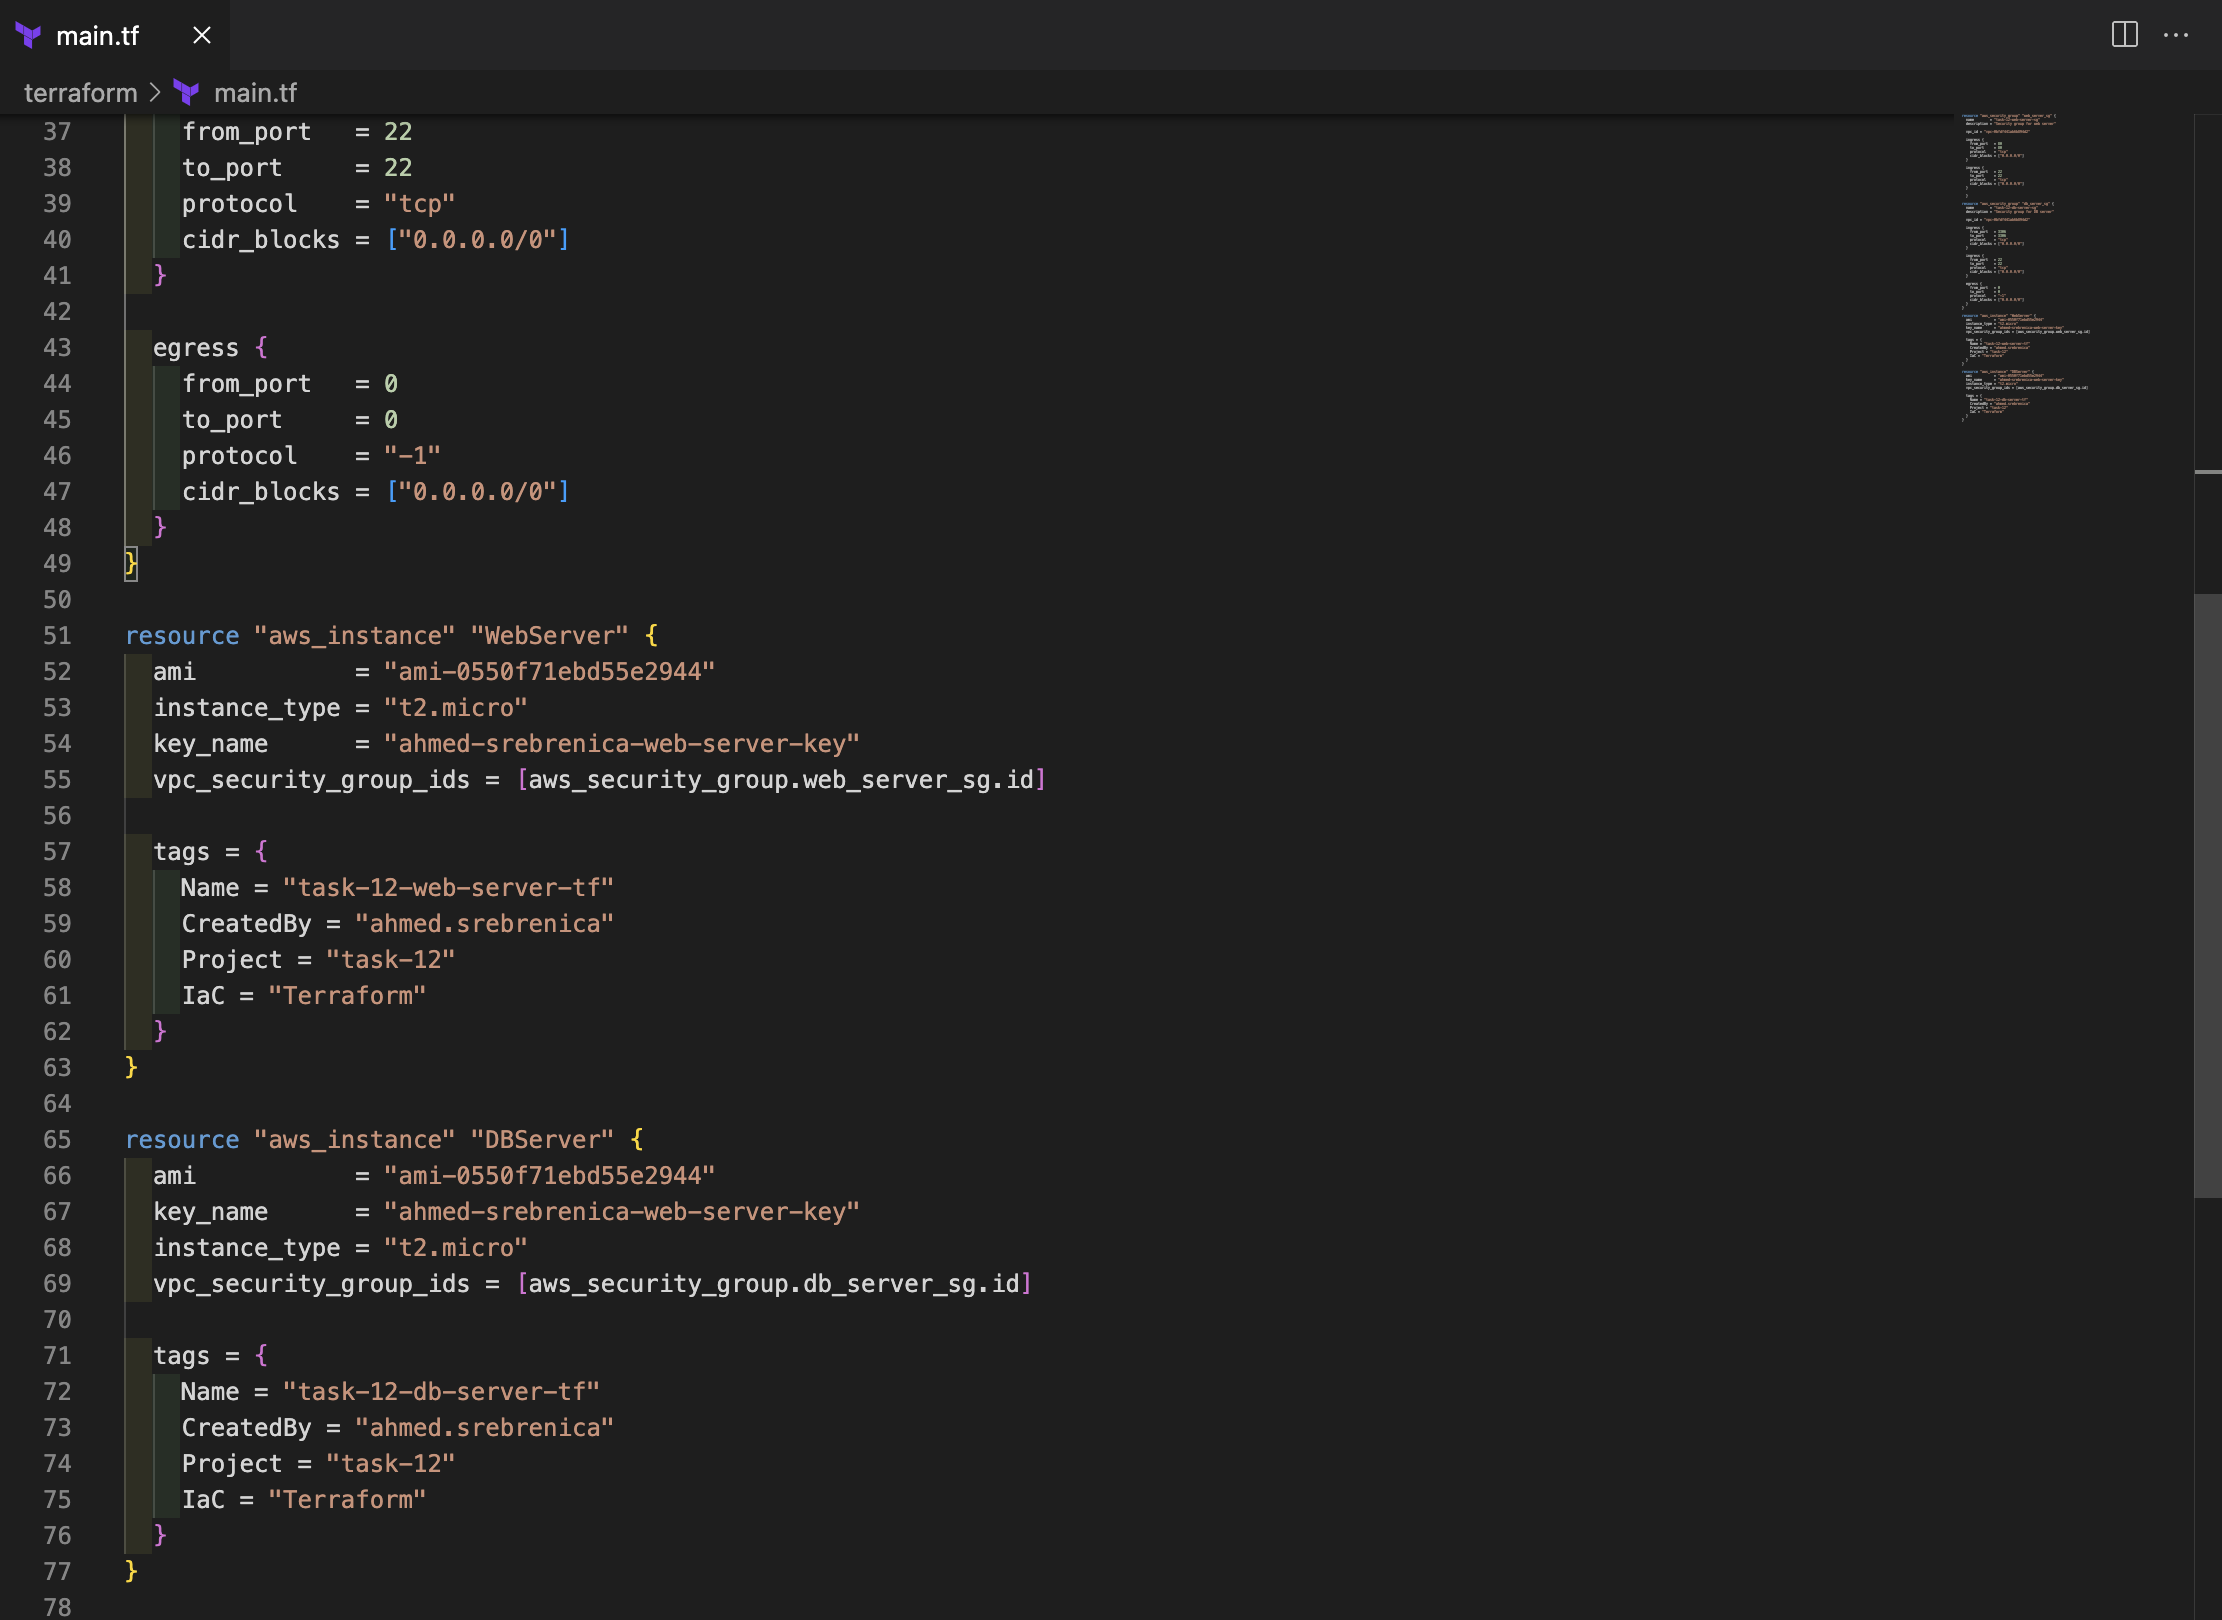 main.tf
terraform > main.tf
37 from_port = 22
38 to_port = 22
39 protocol = "tcp"
40 cidr_blocks = ["0.0.0.0/0"]
41 }
42
43 egress {
44 from_port = 0
45 to_port = 0
46 protocol = "-1"
47 cidr_blocks = ["0.0.0.0/0"]
48 }
49 }
50
51 resource "aws_instance" "WebServer" {
52 ami = "ami-0550f71ebd55e2944"
53 instance_type = "t2.micro"
54 key_name = "ahmed-srebrenica-web-server-key"
55 vpc_security_group_ids = [aws_security_group.web_server_sg.id]
56
57 tags = {
58 Name = "task-12-web-server-tf"
59 CreatedBy = "ahmed.srebrenica"
60 Project = "task-12"
61 IaC = "Terraform"
62 }
63 }
64
65 resource "aws_instance" "DBServer" {
66 ami = "ami-0550f71ebd55e2944"
67 key_name = "ahmed-srebrenica-web-server-key"
68 instance_type = "t2.micro"
69 vpc_security_group_ids = [aws_security_group.db_server_sg.id]
70
71 tags = {
72 Name = "task-12-db-server-tf"
73 CreatedBy = "ahmed.srebrenica"
74 Project = "task-12"
75 IaC = "Terraform"
76 }
77 }
78